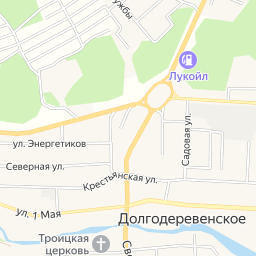 Лукойл
ул. Энергетиков
Садовая ул.
Северная ул.
Крестьянская ул.
ул. 1 Мая
Долгодеревенское
Троицкая
церковь